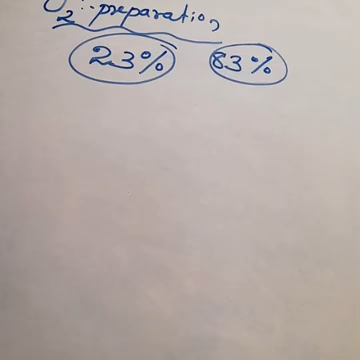 O2 :- preparation,
23% 83%